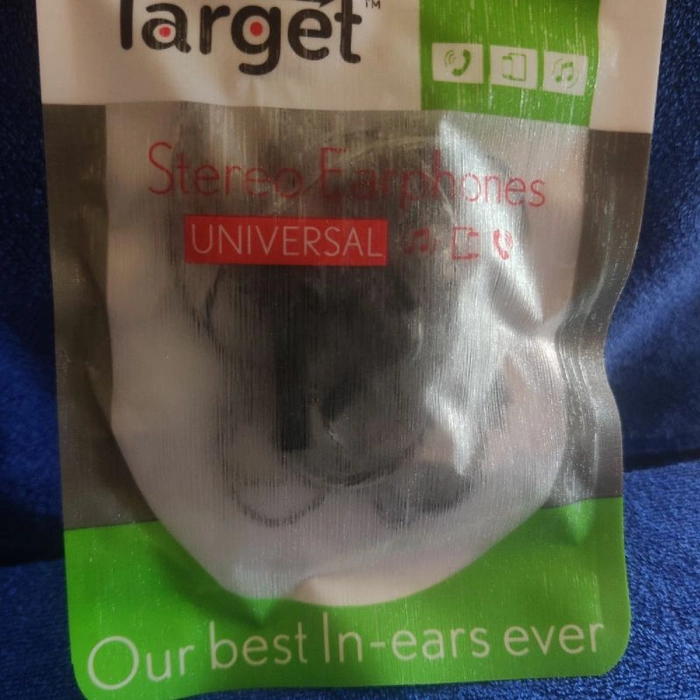 Target™
Stereo Earphones
UNIVERSAL
Our best In-ears ever